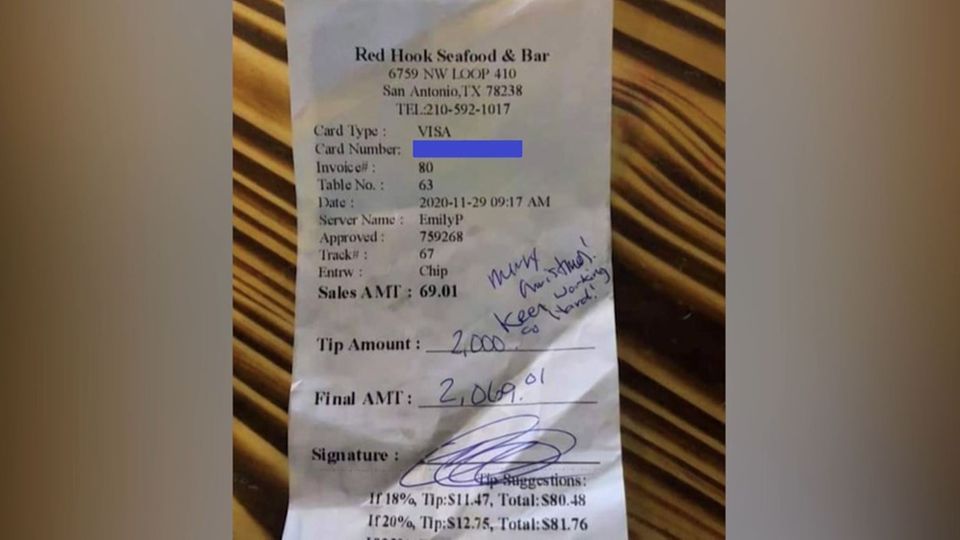 Red Hook Seafood & Bar
6759 NW LOOP 410
San Antonio,TX 78238
TEL:210-592-1017
Card Type : VISA
Card Number:
Invoice# : 80
Table No. : 63
Date : 2020-11-29 09:17 AM
Server Name : EmilyP
Approved : 759268
Track# : 67
Entrw : Chip
Sales AMT : 69.01
Merry
Christmas!
Keep working
so hard!
Tip Amount : 2,000.
Final AMT : 2,069.01
Signature :
Tip Suggestions:
If 18%, Tip:$11.47, Total:$80.48
If 20%, Tip:$12.75, Total:$81.76